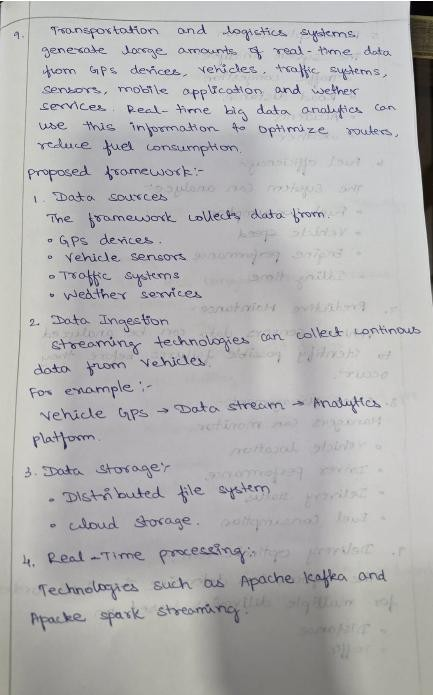 9. Transportation and logistics systems,
generate large amounts of real-time data
from GPS devices, vehicles, traffic systems,
sensors, mobile application and wether
services. Real-time big data analytics can
use this information to optimize routers,
reduce fuel consumption.
proposed framework:-
1. Data sources
The framework collects data from.
• GPS devices.
• vehicle sensors
• Traffic systems
• weather services
2. Data Ingestion
streaming technologies can collect continous
data from vehicles.
For example:-
vehicle GPS → Data stream → Analytics
platform.
3. Data storage:-
• Distributed file system
• cloud storage.
4. Real-Time processing:-
Technologies such as Apache kafka and
Apacke spark streaming.